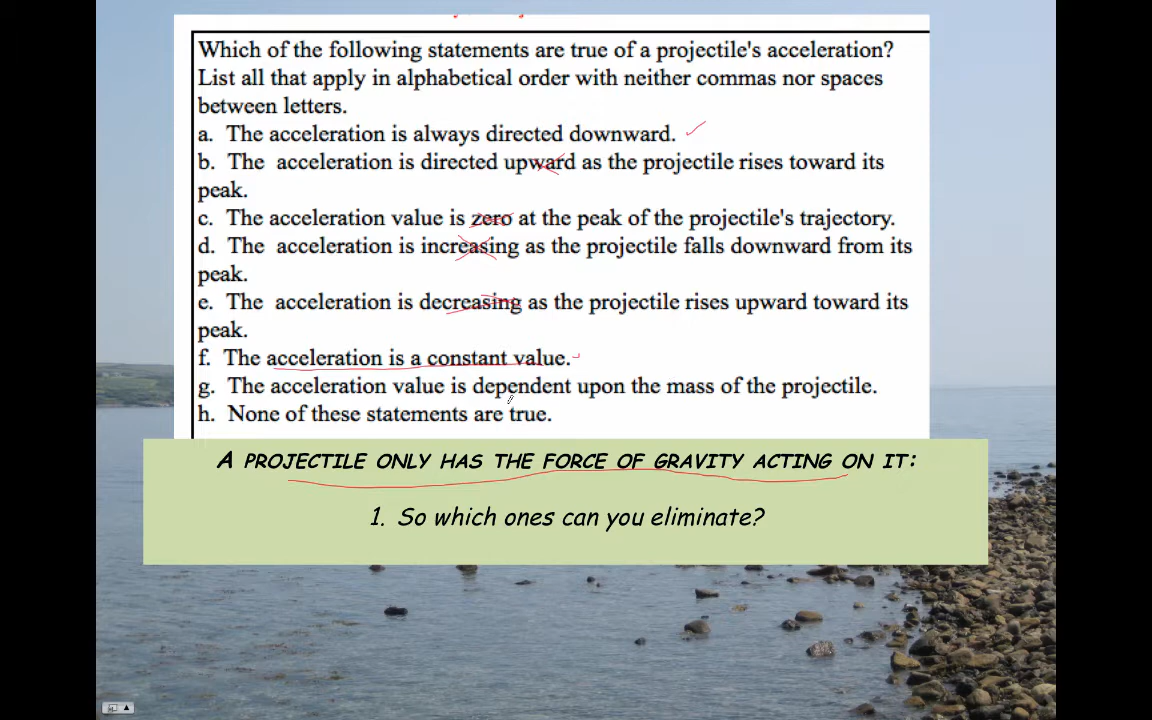 Which of the following statements are true of a projectile's acceleration?
List all that apply in alphabetical order with neither commas nor spaces
between letters.
a.  The acceleration is always directed downward.
b.  The  acceleration is directed upward as the projectile rises toward its
peak.
c.  The acceleration value is zero at the peak of the projectile's trajectory.
d.  The  acceleration is increasing as the projectile falls downward from its
peak.
e.  The  acceleration is decreasing as the projectile rises upward toward its
peak.
f.  The acceleration is a constant value.
g.  The acceleration value is dependent upon the mass of the projectile.
h.  None of these statements are true.
A PROJECTILE ONLY HAS THE FORCE OF GRAVITY ACTING ON IT:
1. So which ones can you eliminate?